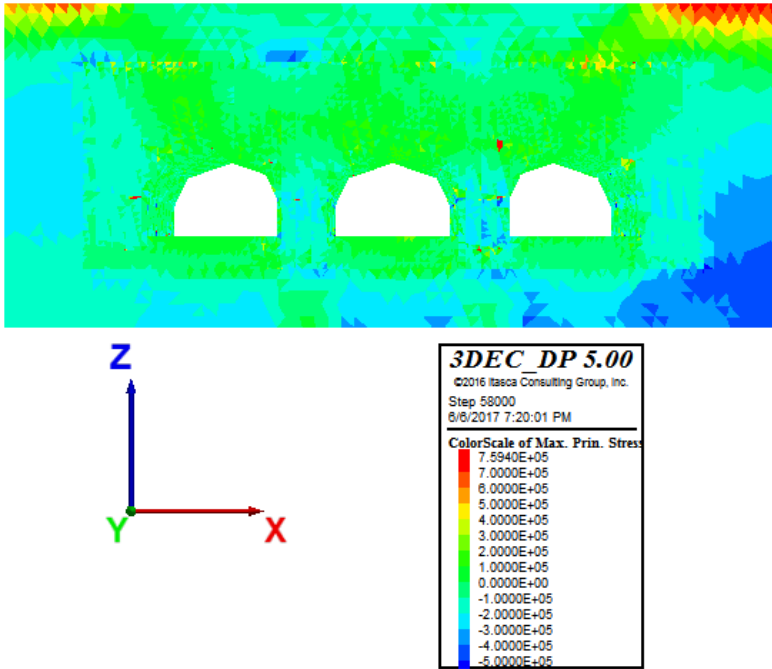 Z
Y
X
3DEC_DP 5.00
©2016 Itasca Consulting Group, Inc.
Step 58000
6/6/2017 7:20:01 PM
ColorScale of Max. Prin. Stress
7.5940E+05
7.0000E+05
6.0000E+05
5.0000E+05
4.0000E+05
3.0000E+05
2.0000E+05
1.0000E+05
0.0000E+00
-1.0000E+05
-2.0000E+05
-3.0000E+05
-4.0000E+05
-5.0000E+05